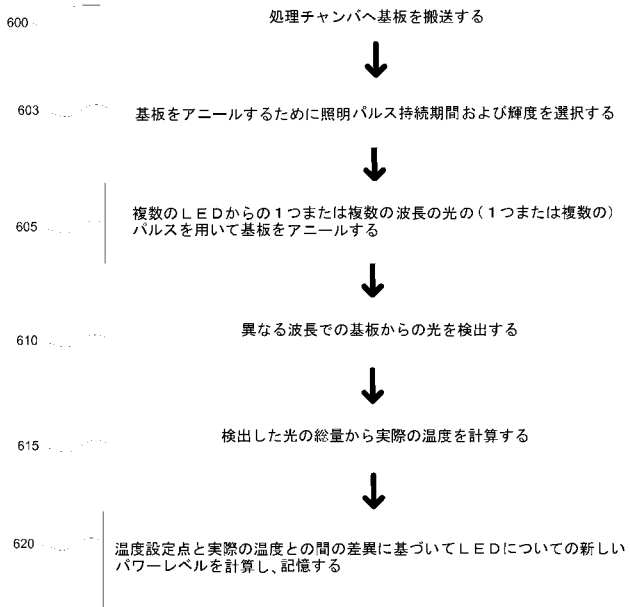 600
処理チャンバへ基板を搬送する
603
基板をアニールするために照明パルス持続期間および輝度を選択する
605
複数のLEDからの1つまたは複数の波長の光の(1つまたは複数の)
パルスを用いて基板をアニールする
610
異なる波長での基板からの光を検出する
615
検出した光の総量から実際の温度を計算する
620
温度設定点と実際の温度との間の差異に基づいてLEDについての新しい
パワーレベルを計算し、記憶する